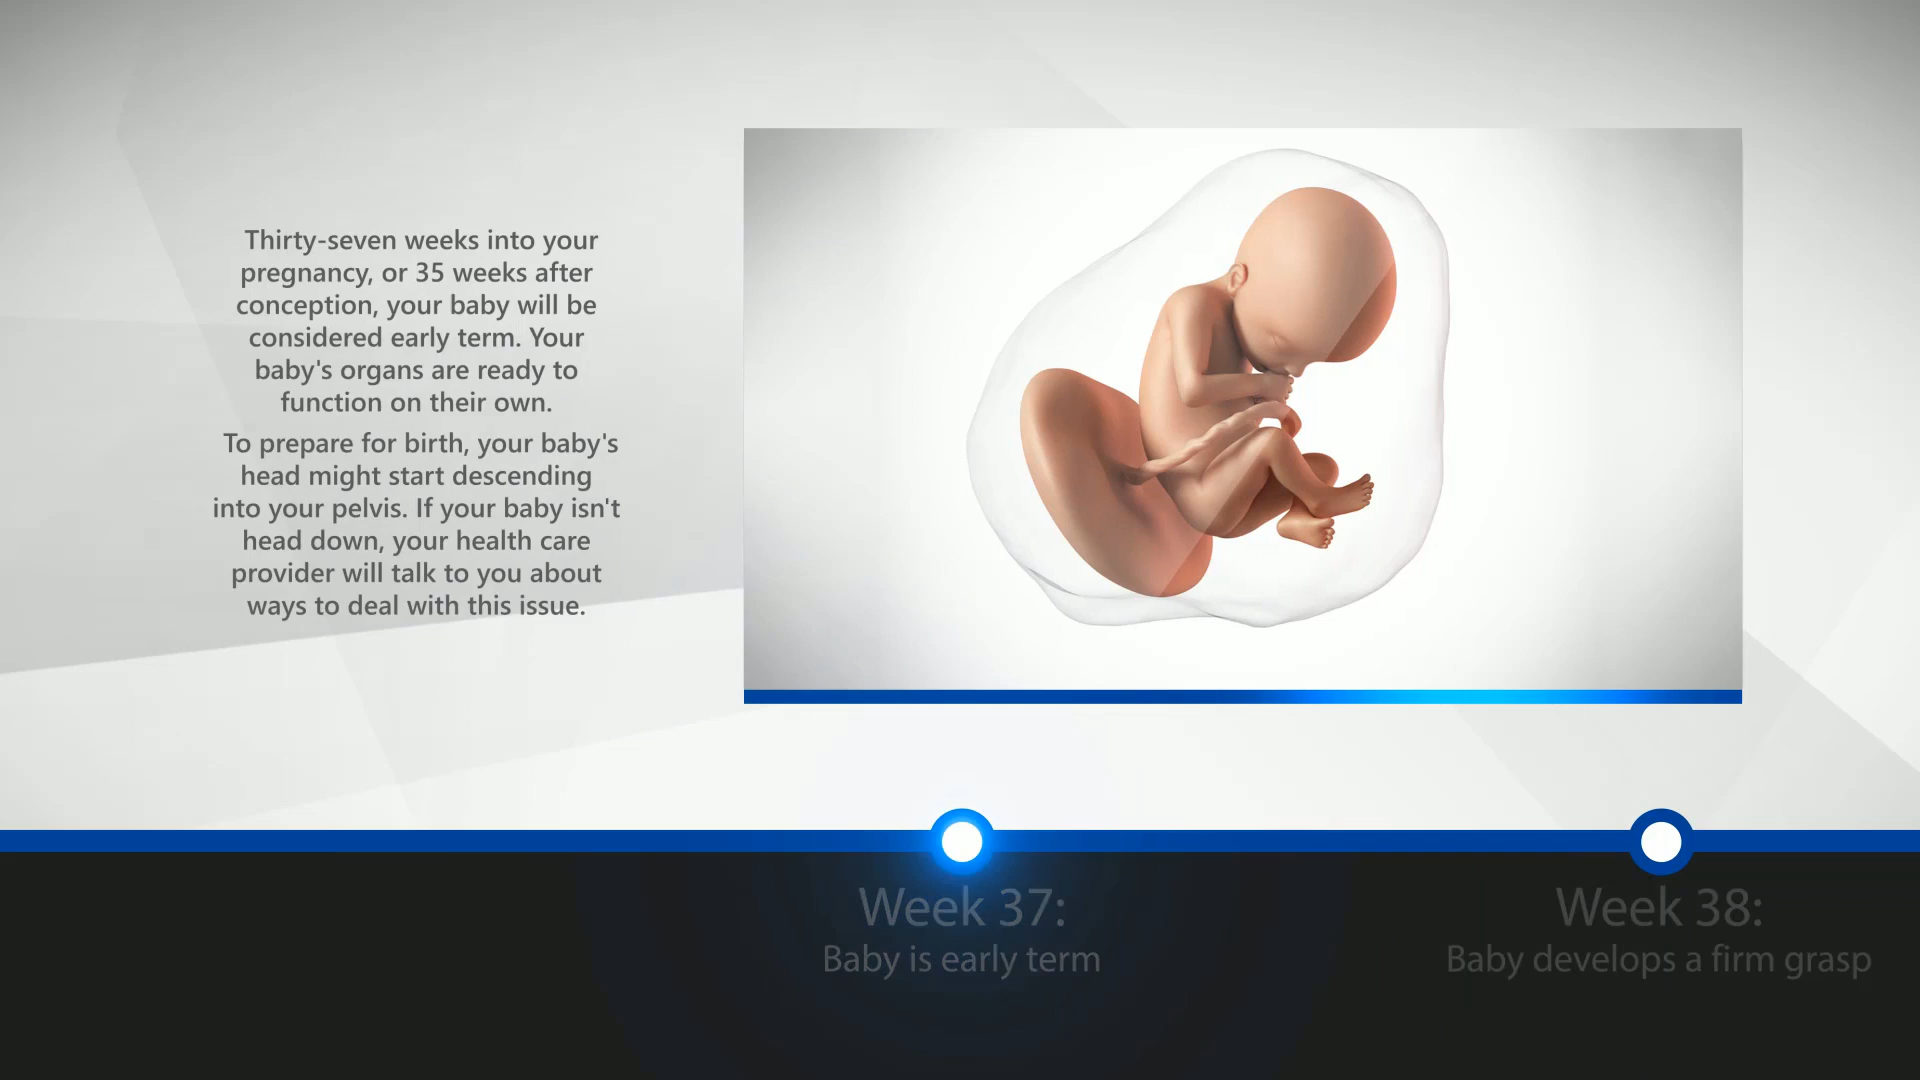 Thirty-seven weeks into your
pregnancy, or 35 weeks after
conception, your baby will be
considered early term. Your
baby's organs are ready to
function on their own.
To prepare for birth, your baby's
head might start descending
into your pelvis. If your baby isn't
head down, your health care
provider will talk to you about
ways to deal with this issue.
Week 37:
Baby is early term
Week 38:
Baby develops a firm grasp